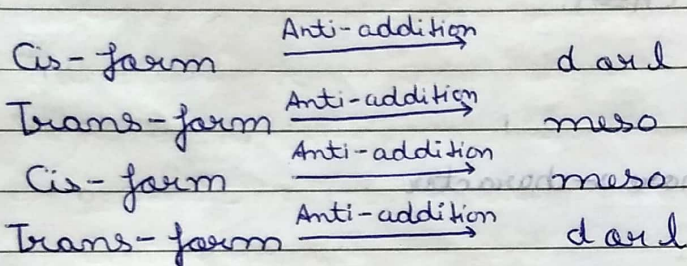 Cis-form Anti-addition d or l
Trans-form Anti-addition meso
Cis-form Anti-addition meso
Trans-form Anti-addition d or l